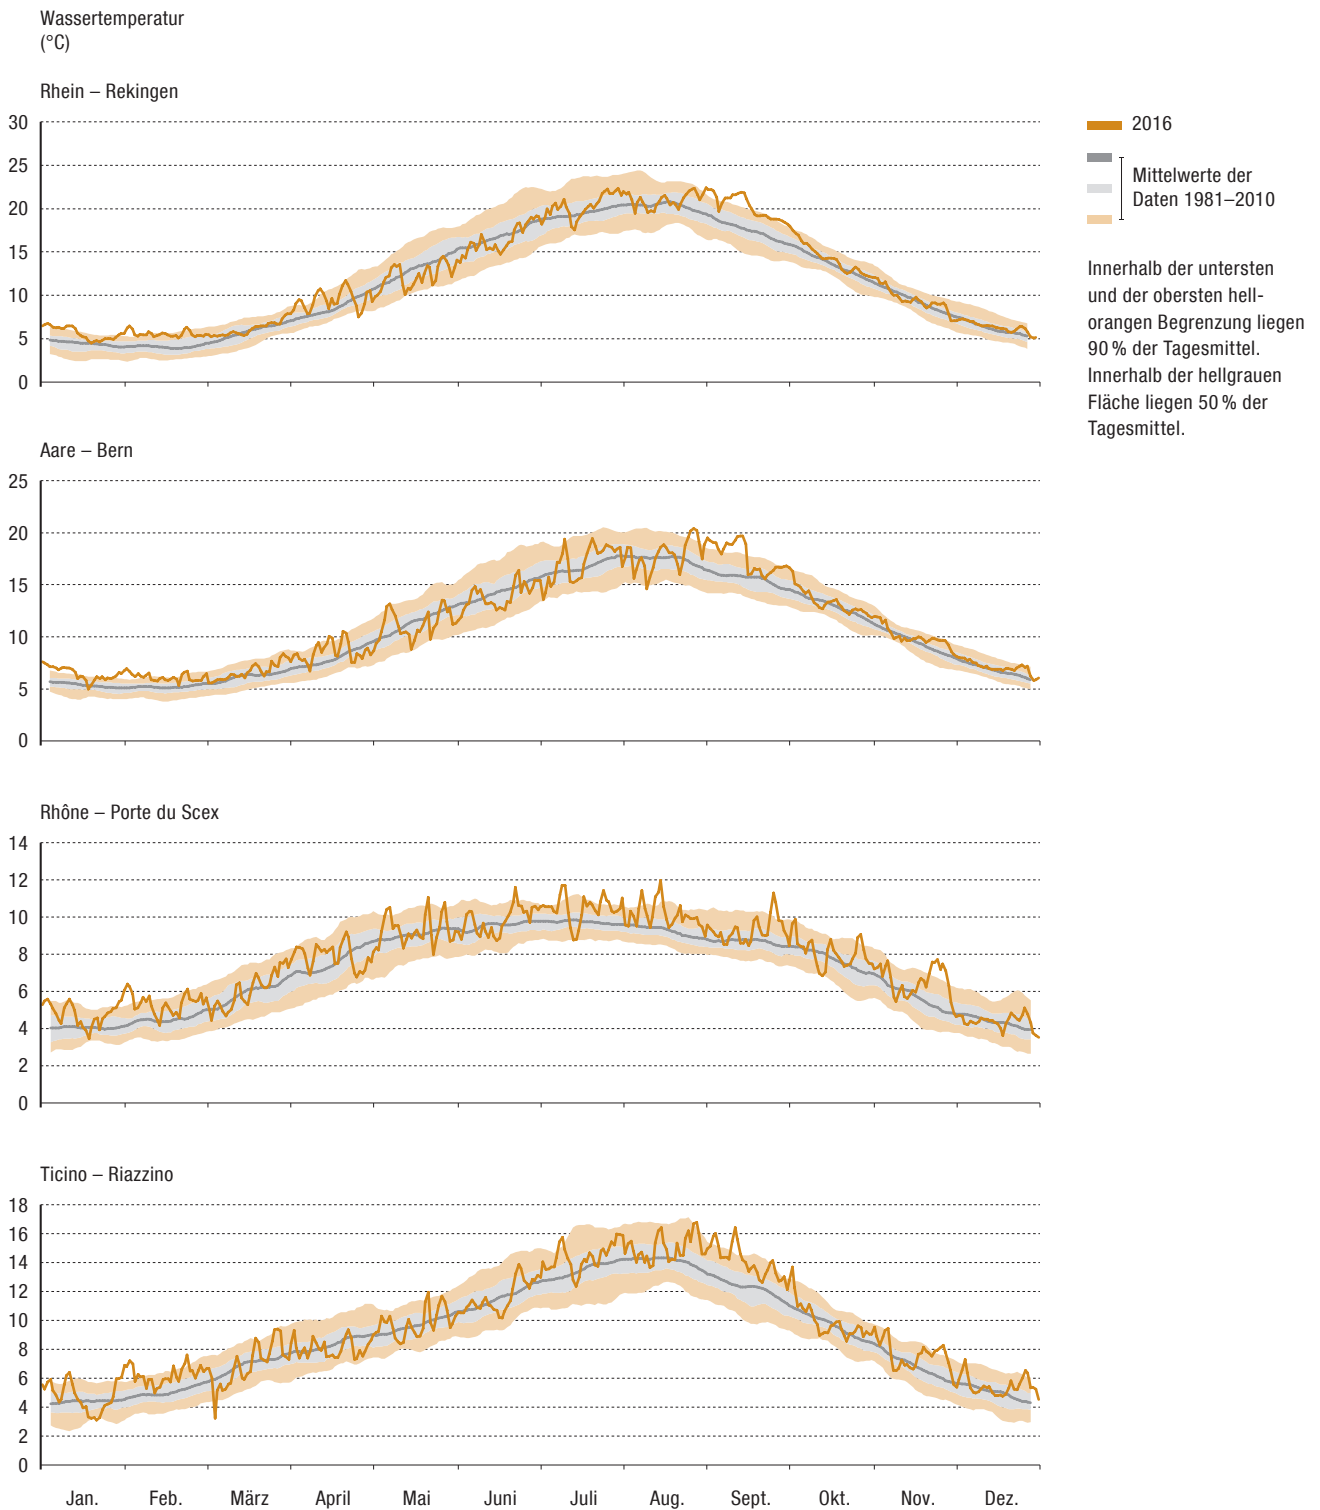 Wassertemperatur
(°C)
Rhein – Rekingen
30
25
20
15
10
5
0
2016
Mittelwerte der
Daten 1981–2010
Innerhalb der untersten
und der obersten hell-
orangen Begrenzung liegen
90 % der Tagesmittel.
Innerhalb der hellgrauen
Fläche liegen 50 % der
Tagesmittel.
Aare – Bern
25
20
15
10
5
0
Rhône – Porte du Scex
14
12
10
8
6
4
2
0
Ticino – Riazzino
18
16
14
12
10
8
6
4
2
0
Jan. Feb. März April Mai Juni Juli Aug. Sept. Okt. Nov. Dez.